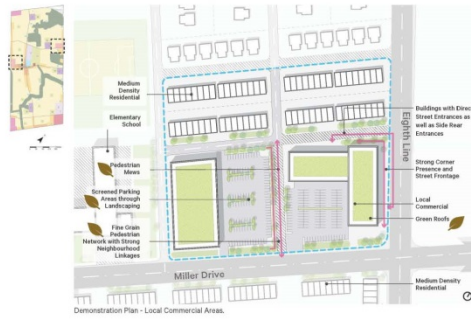 Medium
Density
Residential
Elementary
School
Pedestrian
Mews
Screened Parking
Areas through
Landscaping
Fine Grain
Pedestrian
Network with Strong
Neighbourhood
Linkages
Buildings with Direct
Street Entrances as
well as Side Rear
Entrances
Eighth Line
Strong Corner
Presence and
Street Frontage
Local
Commercial
Green Roofs
Miller Drive
Medium Density
Residential
Demonstration Plan - Local Commercial Areas.